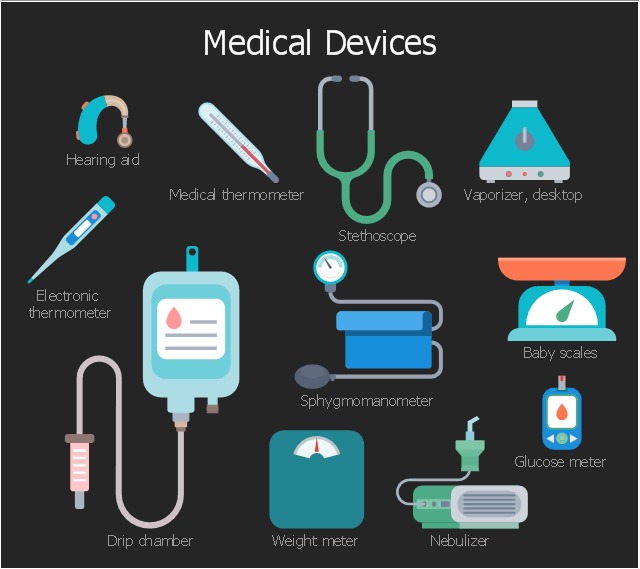 Medical Devices
Hearing aid
Medical thermometer
Stethoscope
Vaporizer, desktop
Electronic
thermometer
Baby scales
Sphygmomanometer
Glucose meter
Drip chamber
Weight meter
Nebulizer